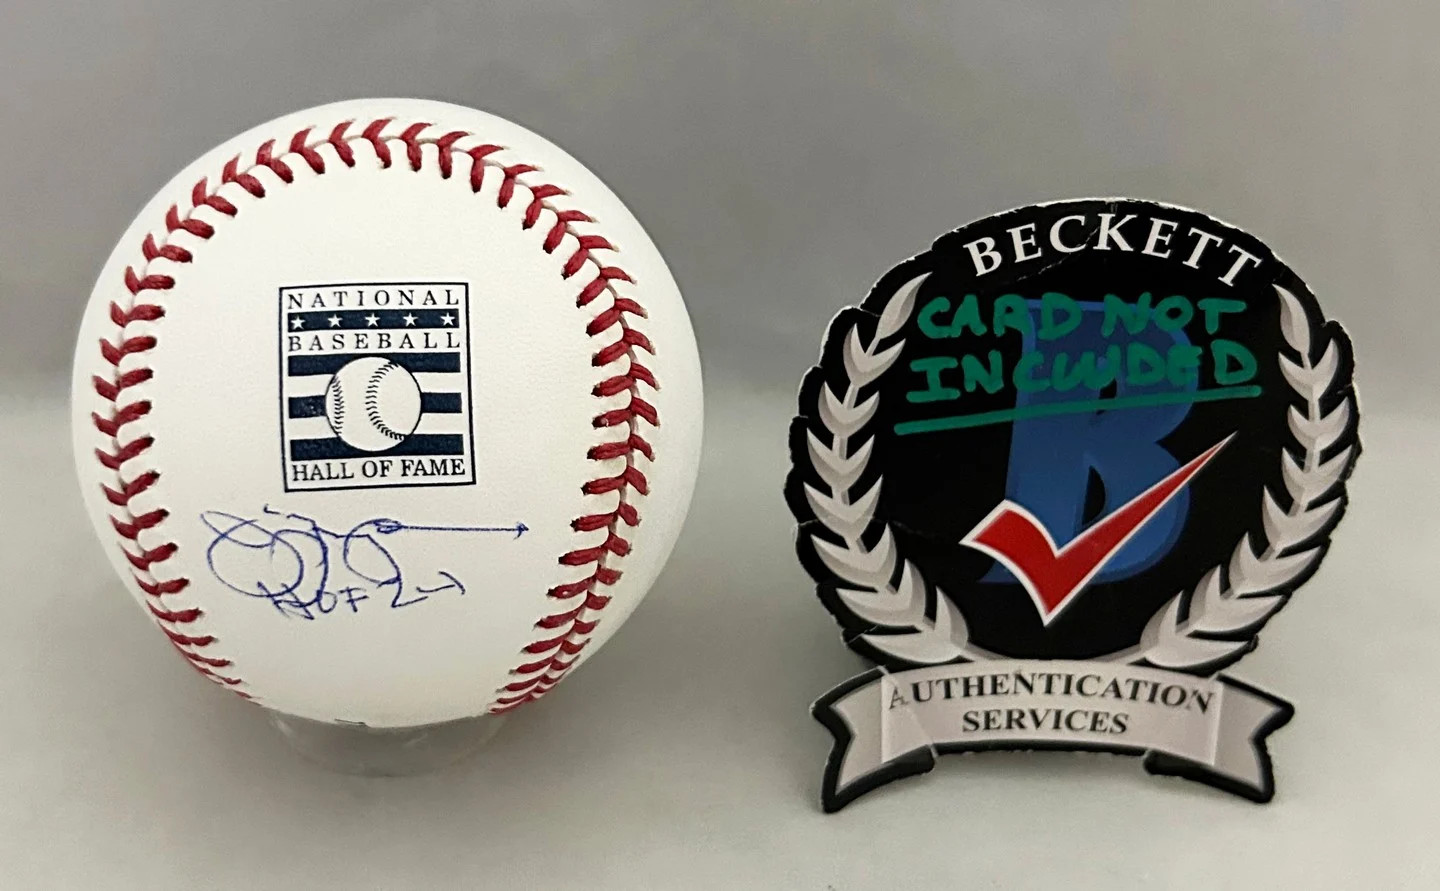 NATIONAL
BASEBALL
HALL OF FAME
HOF
BECKETT
CARD NOT
INCLUDED
B
AUTHENTICATION
SERVICES